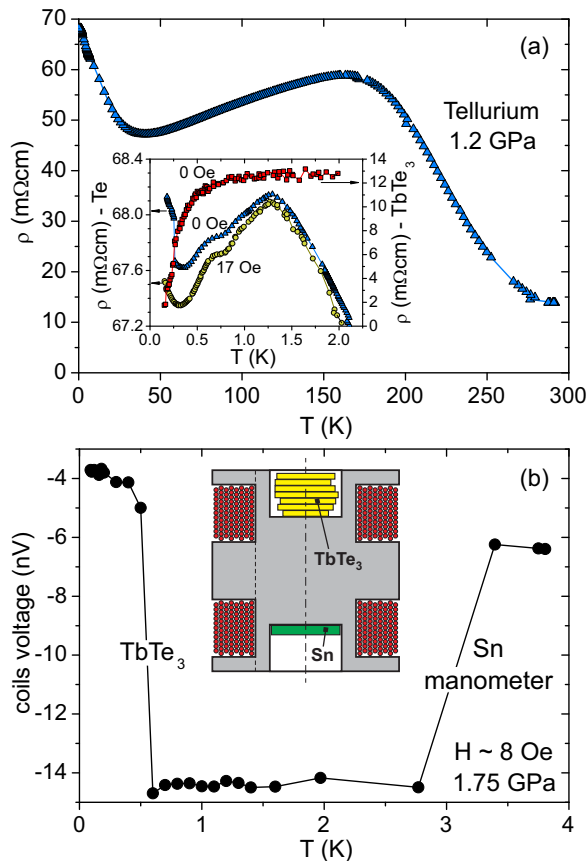 70
60
50
40
30
20
10
0
ρ (mΩcm)
(a)
Tellurium
1.2 GPa
68.4
68.0
67.6
67.2
ρ (mΩcm) - Te
0 Oe
0 Oe
17 Oe
14
12
10
8
6
4
2
0
ρ (mΩcm) - TbTe3
0.0 0.5 1.0 1.5 2.0
T (K)
0 50 100 150 200 250 300
T (K)
-4
-6
-8
-10
-12
-14
coils voltage (nV)
(b)
TbTe3
TbTe3
Sn
Sn
manometer
H ~ 8 Oe
1.75 GPa
0 1 2 3 4
T (K)